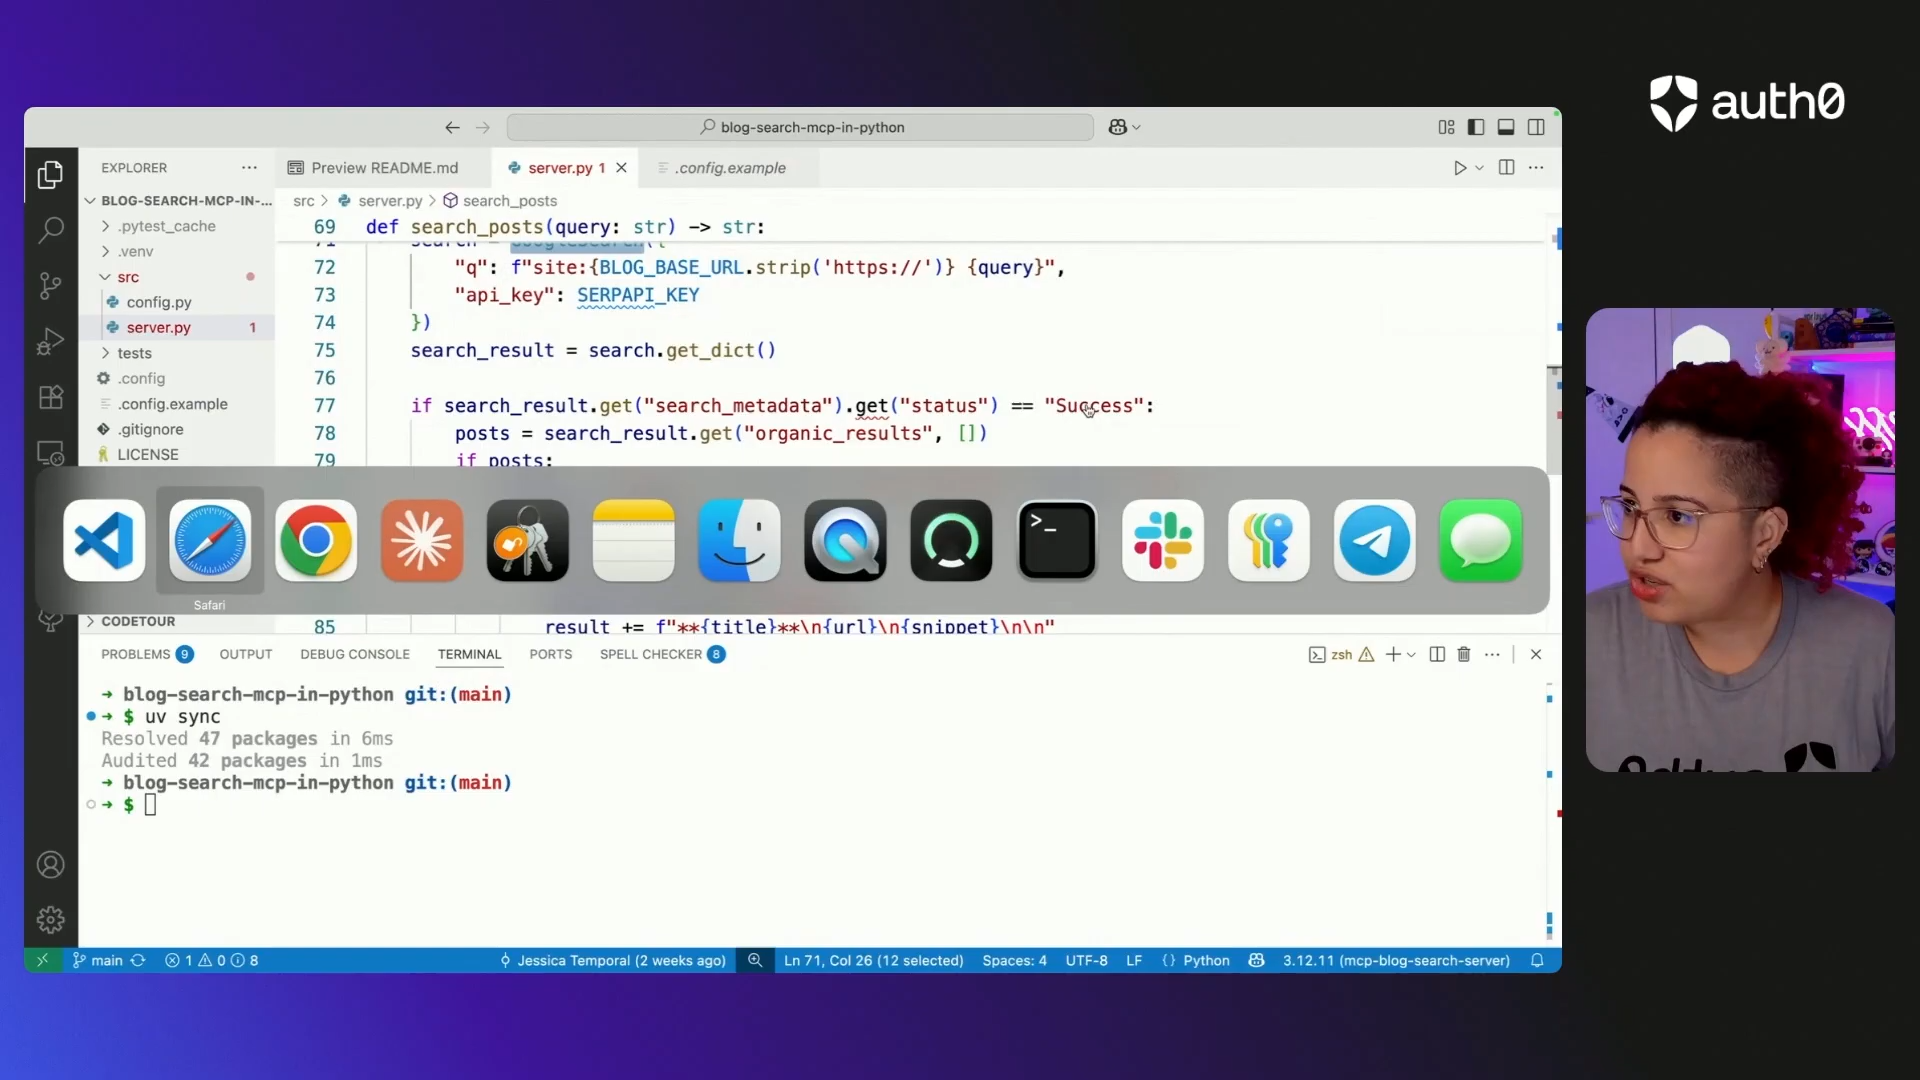 auth0
blog-search-mcp-in-python
EXPLORER
Preview README.md
server.py 1
.config.example
BLOG-SEARCH-MCP-IN-...
src > server.py > search_posts
.pytest_cache
.venv
src
config.py
server.py 1
tests
.config
.config.example
.gitignore
LICENSE
CODETOUR
69 def search_posts(query: str) -> str:
72 "q": f"site:{BLOG_BASE_URL.strip('https://')} {query}",
73 "api_key": SERPAPI_KEY
74 })
75 search_result = search.get_dict()
76
77 if search_result.get("search_metadata").get("status") == "Success":
78 posts = search_result.get("organic_results", [])
79 if posts:
Safari
85 result += f"**{title}**\n{url}\n{snippet}\n\n"
PROBLEMS 9 OUTPUT DEBUG CONSOLE TERMINAL PORTS SPELL CHECKER 8
zsh
→ blog-search-mcp-in-python git:(main)
→ $ uv sync
Resolved 47 packages in 6ms
Audited 42 packages in 1ms
→ blog-search-mcp-in-python git:(main)
→ $
main 1 0 8 Jessica Temporal (2 weeks ago) Ln 71, Col 26 (12 selected) Spaces: 4 UTF-8 LF {} Python 3.12.11 (mcp-blog-search-server)